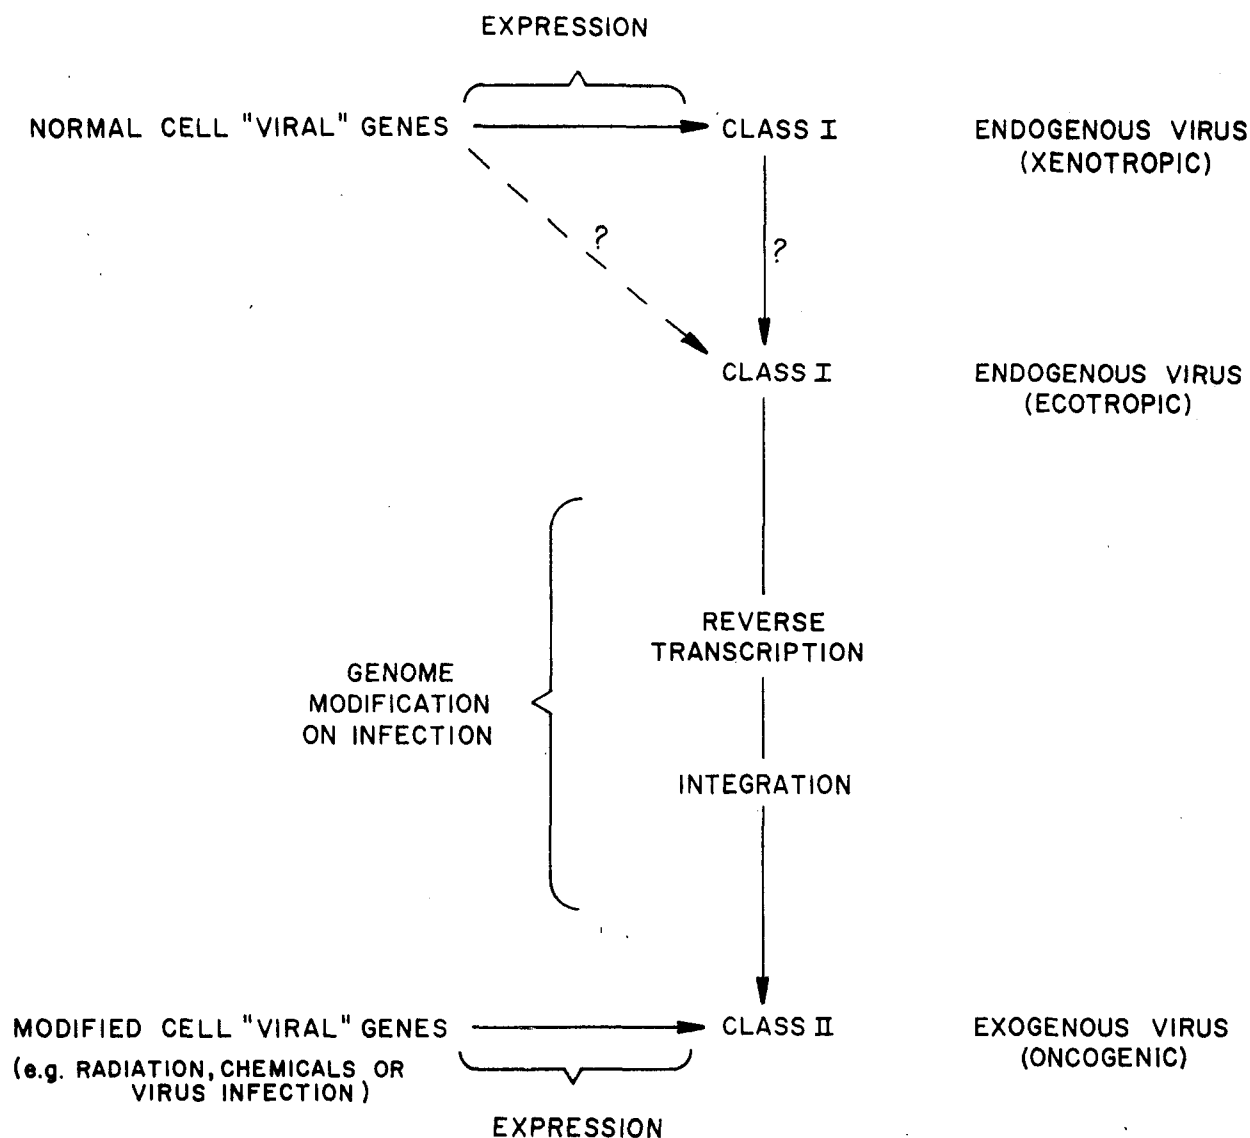 EXPRESSION
NORMAL CELL "VIRAL" GENES
CLASS I
ENDOGENOUS VIRUS
(XENOTROPIC)
?
?
CLASS I
ENDOGENOUS VIRUS
(ECOTROPIC)
REVERSE
TRANSCRIPTION
GENOME
MODIFICATION
ON INFECTION
INTEGRATION
MODIFIED CELL "VIRAL" GENES
(e.g. RADIATION, CHEMICALS OR
VIRUS INFECTION)
CLASS II
EXOGENOUS VIRUS
(ONCOGENIC)
EXPRESSION